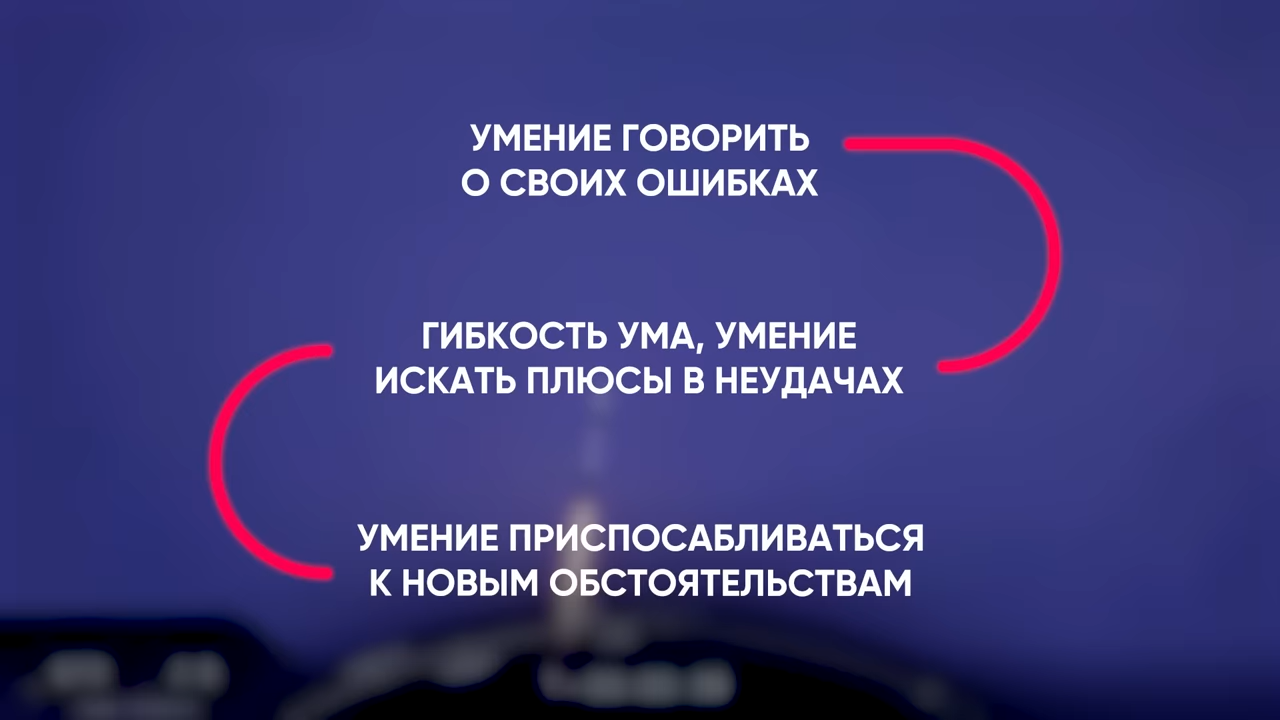 УМЕНИЕ ГОВОРИТЬ
О СВОИХ ОШИБКАХ
ГИБКОСТЬ УМА, УМЕНИЕ
ИСКАТЬ ПЛЮСЫ В НЕУДАЧАХ
УМЕНИЕ ПРИСПОСАБЛИВАТЬСЯ
К НОВЫМ ОБСТОЯТЕЛЬСТВАМ